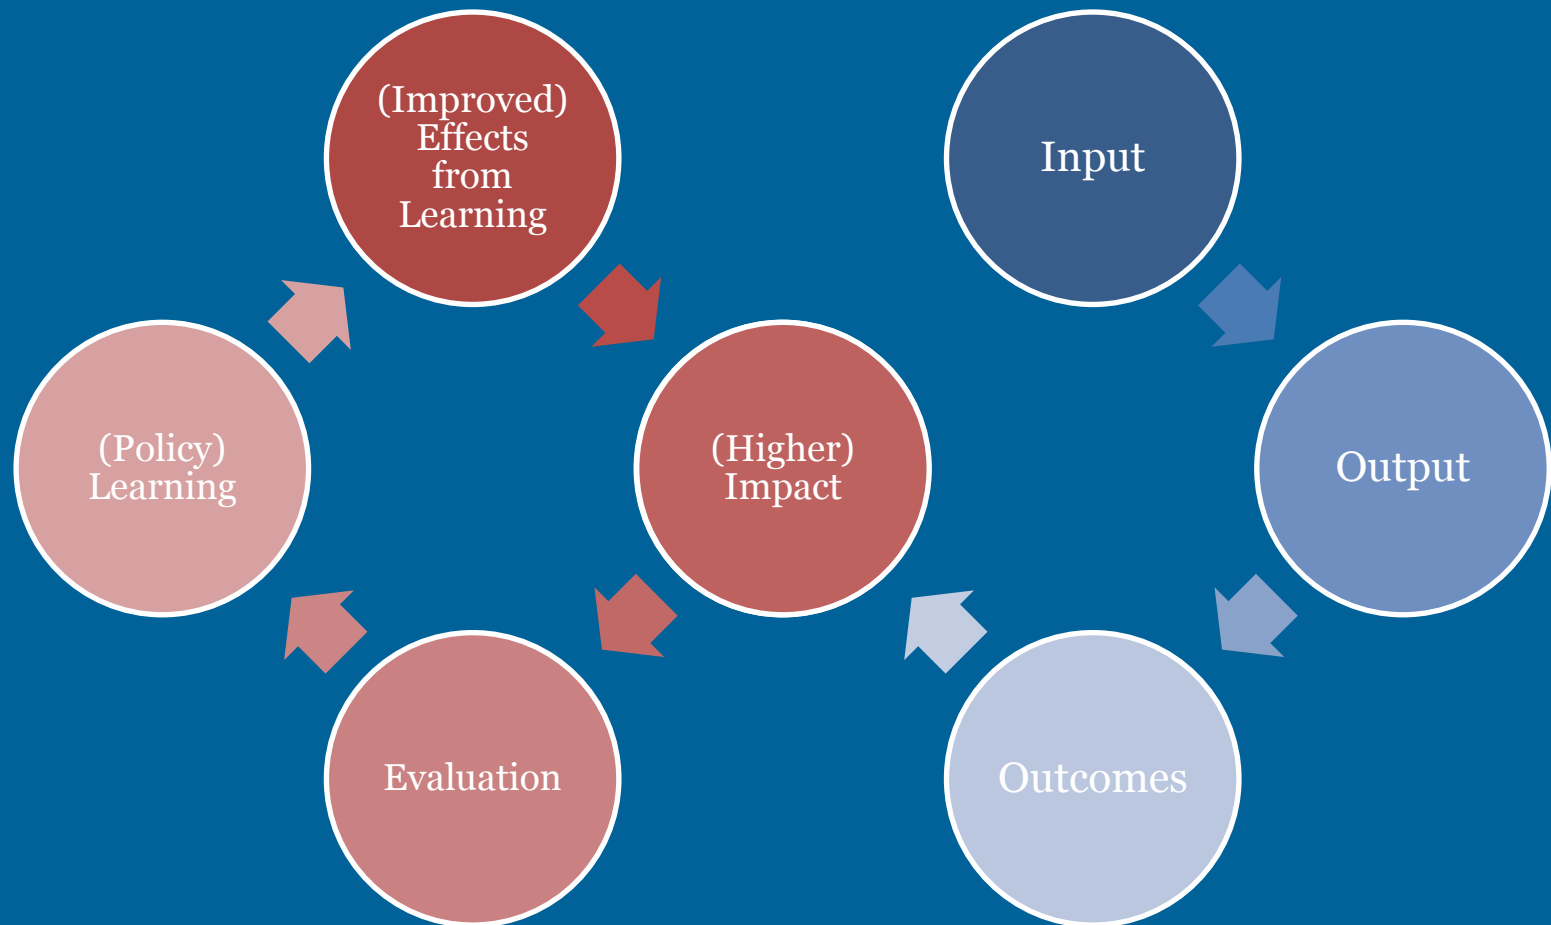 (Improved)
Effects
from
Learning
Input
(Policy)
Learning
(Higher)
Impact
Output
Evaluation
Outcomes